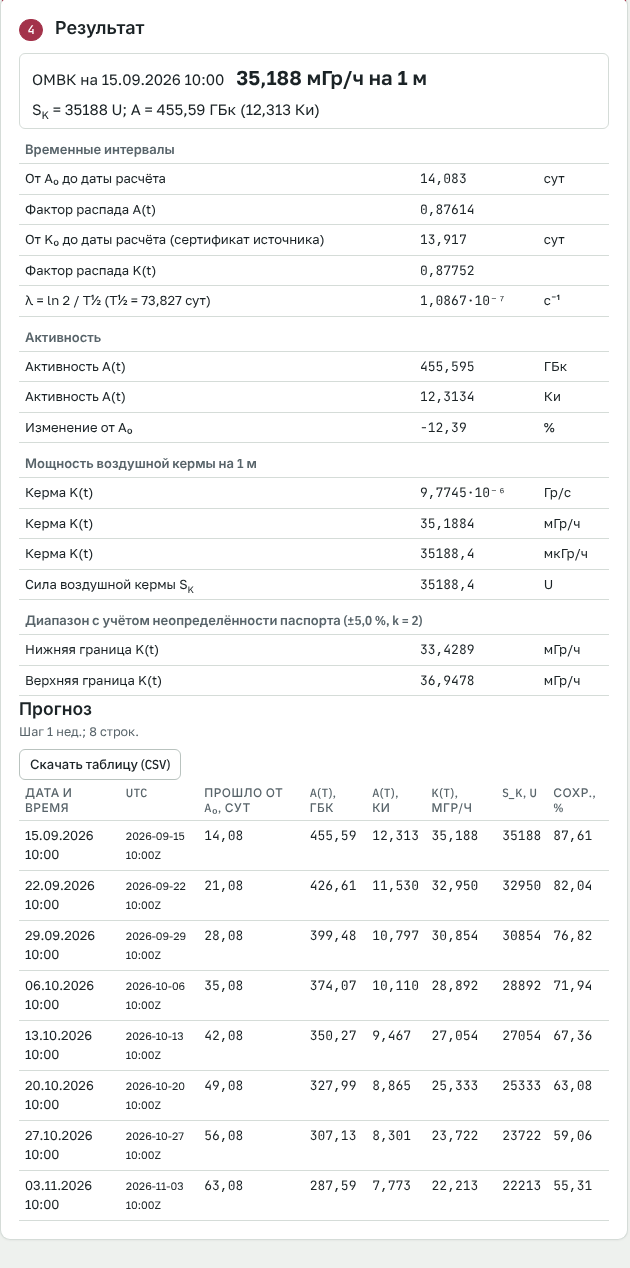 4 Результат
ОМВК на 15.09.2026 10:00 35,188 мГр/ч на 1 м
S_K = 35188 U; A = 455,59 ГБк (12,313 Ки)
Временные интервалы
От A₀ до даты расчёта 14,083 сут
Фактор распада A(t) 0,87614
От K₀ до даты расчёта (сертификат источника) 13,917 сут
Фактор распада K(t) 0,87752
λ = ln 2 / T½ (T½ = 73,827 сут) 1,0867·10⁻⁷ с⁻¹
Активность
Активность A(t) 455,595 ГБк
Активность A(t) 12,3134 Ки
Изменение от A₀ -12,39 %
Мощность воздушной кермы на 1 м
Керма K(t) 9,7745·10⁻⁶ Гр/с
Керма K(t) 35,1884 мГр/ч
Керма K(t) 35188,4 мкГр/ч
Сила воздушной кермы S_K 35188,4 U
Диапазон с учётом неопределённости паспорта (±5,0 %, k = 2)
Нижняя граница K(t) 33,4289 мГр/ч
Верхняя граница K(t) 36,9478 мГр/ч
Прогноз
Шаг 1 нед.; 8 строк.
Скачать таблицу (CSV)
ДАТА И UTC ПРОШЛО ОТ A(T), A(T), K(T), S_K, U СОХР.,
ВРЕМЯ A₀, СУТ ГБК КИ МГР/Ч %
15.09.2026 2026-09-15 14,08 455,59 12,313 35,188 35188 87,61
10:00 10:00Z
22.09.2026 2026-09-22 21,08 426,61 11,530 32,950 32950 82,04
10:00 10:00Z
29.09.2026 2026-09-29 28,08 399,48 10,797 30,854 30854 76,82
10:00 10:00Z
06.10.2026 2026-10-06 35,08 374,07 10,110 28,892 28892 71,94
10:00 10:00Z
13.10.2026 2026-10-13 42,08 350,27 9,467 27,054 27054 67,36
10:00 10:00Z
20.10.2026 2026-10-20 49,08 327,99 8,865 25,333 25333 63,08
10:00 10:00Z
27.10.2026 2026-10-27 56,08 307,13 8,301 23,722 23722 59,06
10:00 10:00Z
03.11.2026 2026-11-03 63,08 287,59 7,773 22,213 22213 55,31
10:00 10:00Z